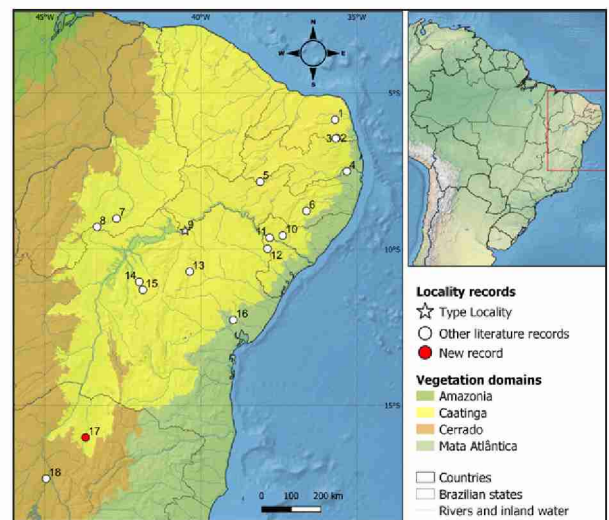 45°W
40°W
35°W
N
W
E
S
5°S
1
3
2
4
5
6
7
8
9
10
11
10°S
12
13
14
15
16
15°S
17
18
0 100 200 km
Locality records
Type Locality
Other literature records
New record
Vegetation domains
Amazonia
Caatinga
Cerrado
Mata Atlântica
Countries
Brazilian states
Rivers and inland water